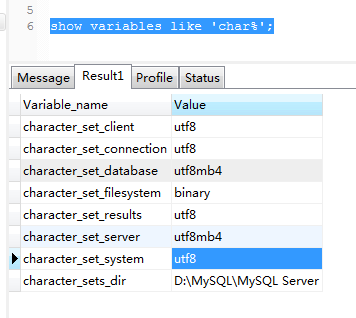 5
6 show variables like 'char%';
Message Result1 Profile Status
Variable_name Value
character_set_client utf8
character_set_connection utf8
character_set_database utf8mb4
character_set_filesystem binary
character_set_results utf8
character_set_server utf8mb4
character_set_system utf8
character_sets_dir D:\MySQL\MySQL Server